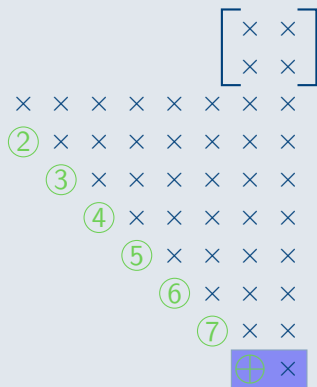 [ × × ]
[ × × ]
× × × × × × × ×
② × × × × × × ×
③ × × × × × ×
④ × × × × ×
⑤ × × × ×
⑥ × × ×
⑦ × ×
⊕ ×